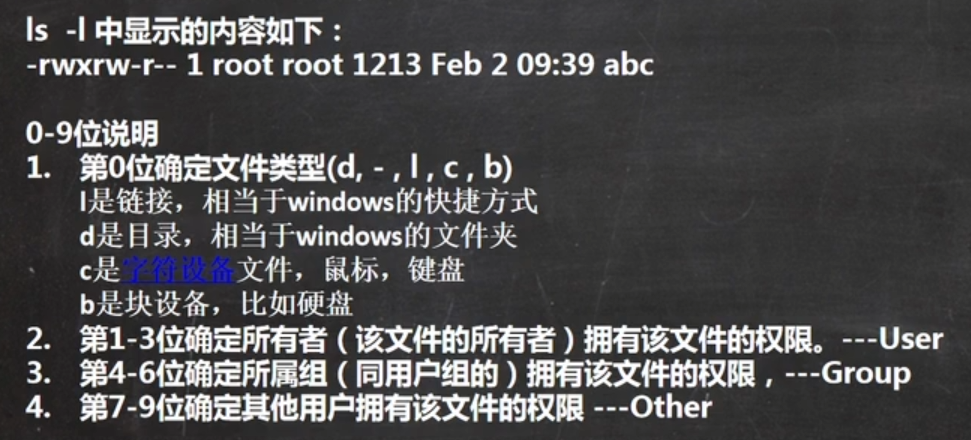 ls -l 中显示的内容如下：
-rwxrw-r-- 1 root root 1213 Feb 2 09:39 abc
0-9位说明
1. 第0位确定文件类型(d, - , l , c , b)
l是链接，相当于windows的快捷方式
d是目录，相当于windows的文件夹
c是字符设备文件，鼠标，键盘
b是块设备，比如硬盘
2. 第1-3位确定所有者（该文件的所有者）拥有该文件的权限。---User
3. 第4-6位确定所属组（同用户组的）拥有该文件的权限，---Group
4. 第7-9位确定其他用户拥有该文件的权限 ---Other